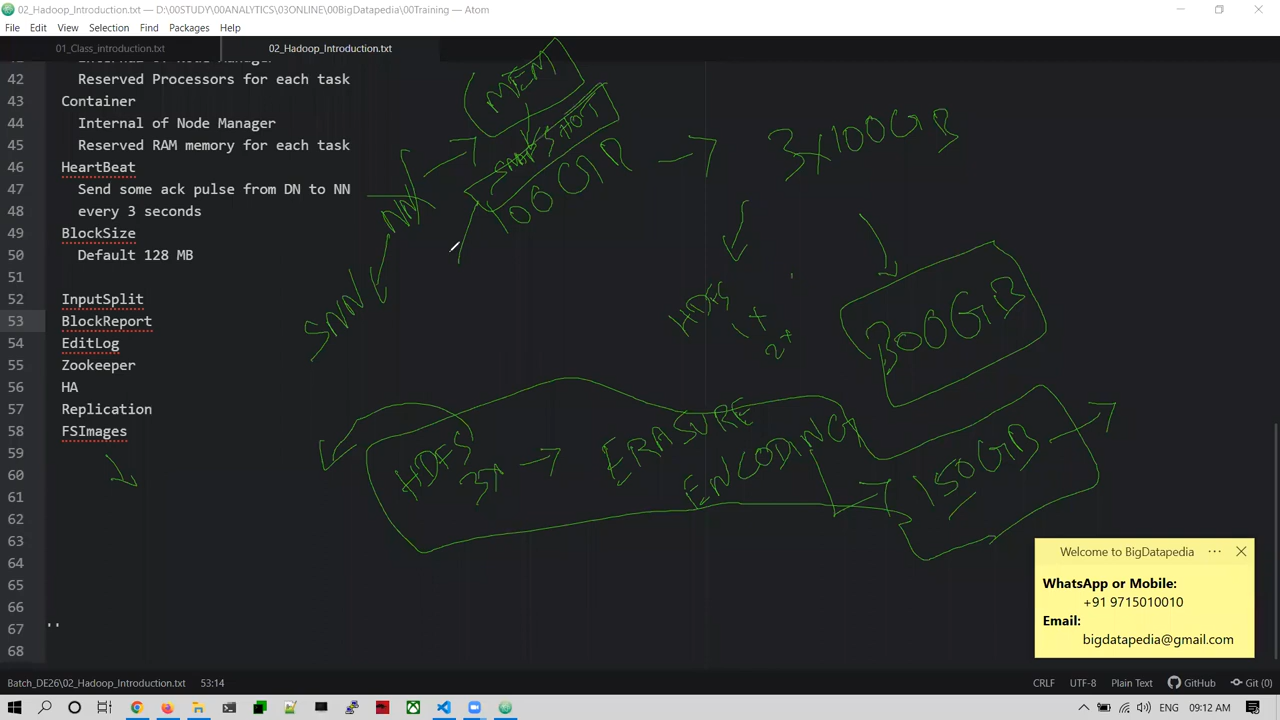 02_Hadoop_Introduction.txt — D:\00STUDY\00ANALYTICS\03ONLINE\00BigDatapedia\00Training — Atom
File Edit View Selection Find Packages Help
01_Class_introduction.txt 02_Hadoop_Introduction.txt
42 Reserved Processors for each task
43 Container
44 Internal of Node Manager
45 Reserved RAM memory for each task
46 HeartBeat
47 Send some ack pulse from DN to NN
48 every 3 seconds
49 BlockSize
50 Default 128 MB
51
52 InputSplit
53 BlockReport
54 EditLog
55 Zookeeper
56 HA
57 Replication
58 FSImages
59
60
61
62
63
64
65
66
67 ''
68
MEM
SNAPSHOT
100GB
3x100GB
NN
SNN
HDFS
1x
2x
300GB
HDFS
3x
ERASURE
ENCODING
150GB
Welcome to BigDatapedia
WhatsApp or Mobile:
+91 9715010010
Email:
bigdatapedia@gmail.com
Batch_DE26\02_Hadoop_Introduction.txt 53:14 CRLF UTF-8 Plain Text GitHub Git (0)
09:12 AM